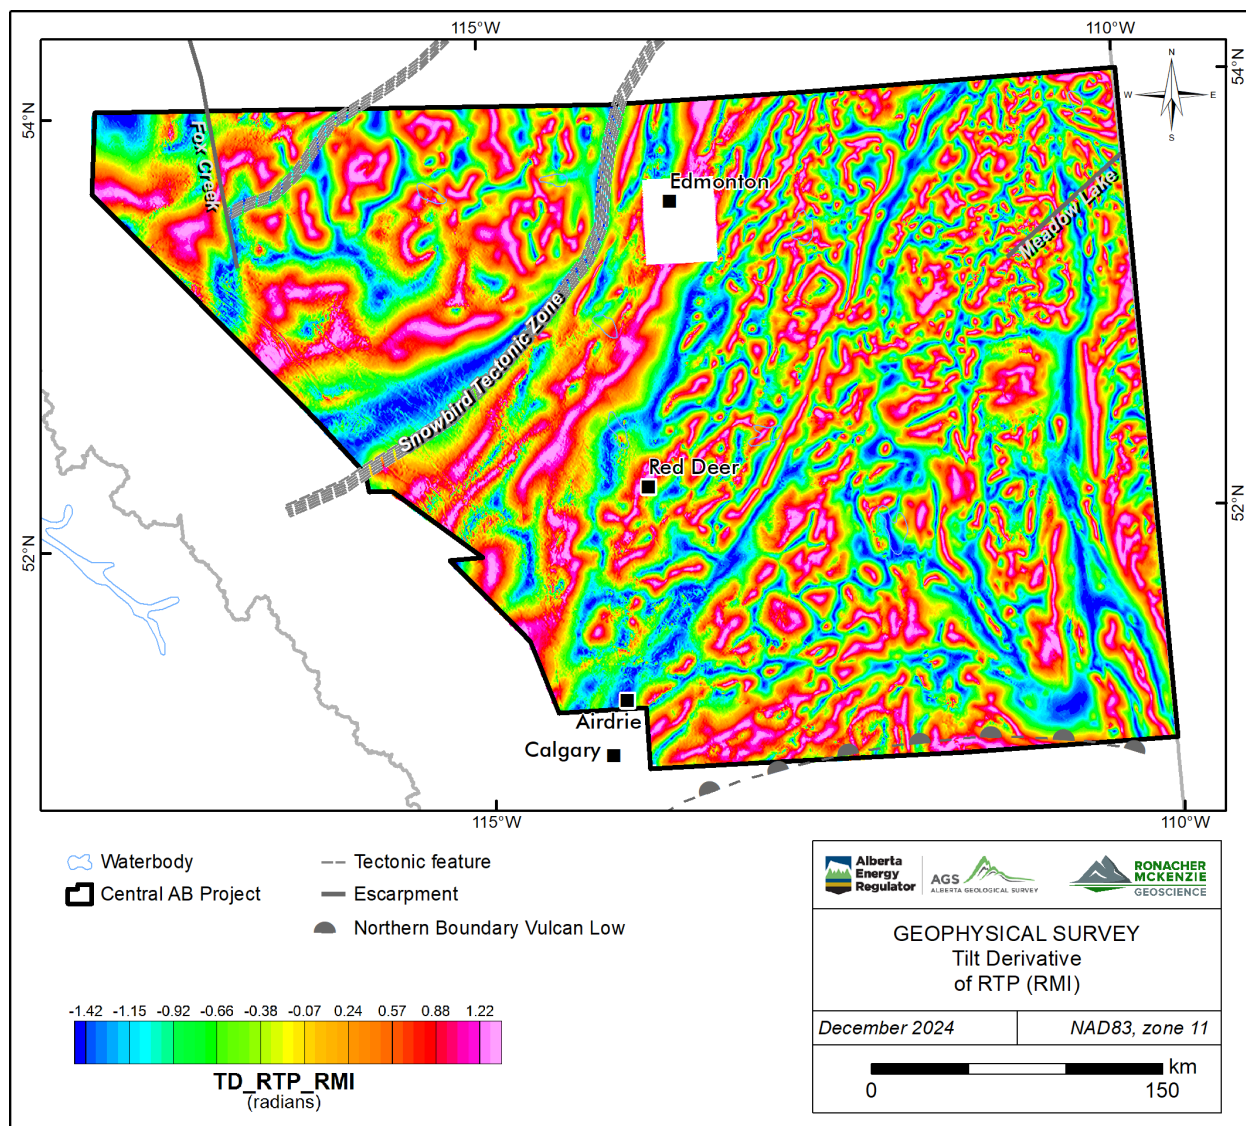 115°W
110°W
54°N
54°N
N
W
E
S
Fox Creek
Edmonton
Meadow Lake
Snowbird Tectonic Zone
Red Deer
52°N
52°N
Airdrie
Calgary
115°W
110°W
Waterbody
Central AB Project
Tectonic feature
Escarpment
Northern Boundary Vulcan Low
-1.42 -1.15 -0.92 -0.66 -0.38 -0.07 0.24 0.57 0.88 1.22
TD_RTP_RMI
(radians)
Alberta
Energy
Regulator
AGS
ALBERTA GEOLOGICAL SURVEY
RONACHER
MCKENZIE
GEOSCIENCE
GEOPHYSICAL SURVEY
Tilt Derivative
of RTP (RMI)
December 2024
NAD83, zone 11
km
0
150